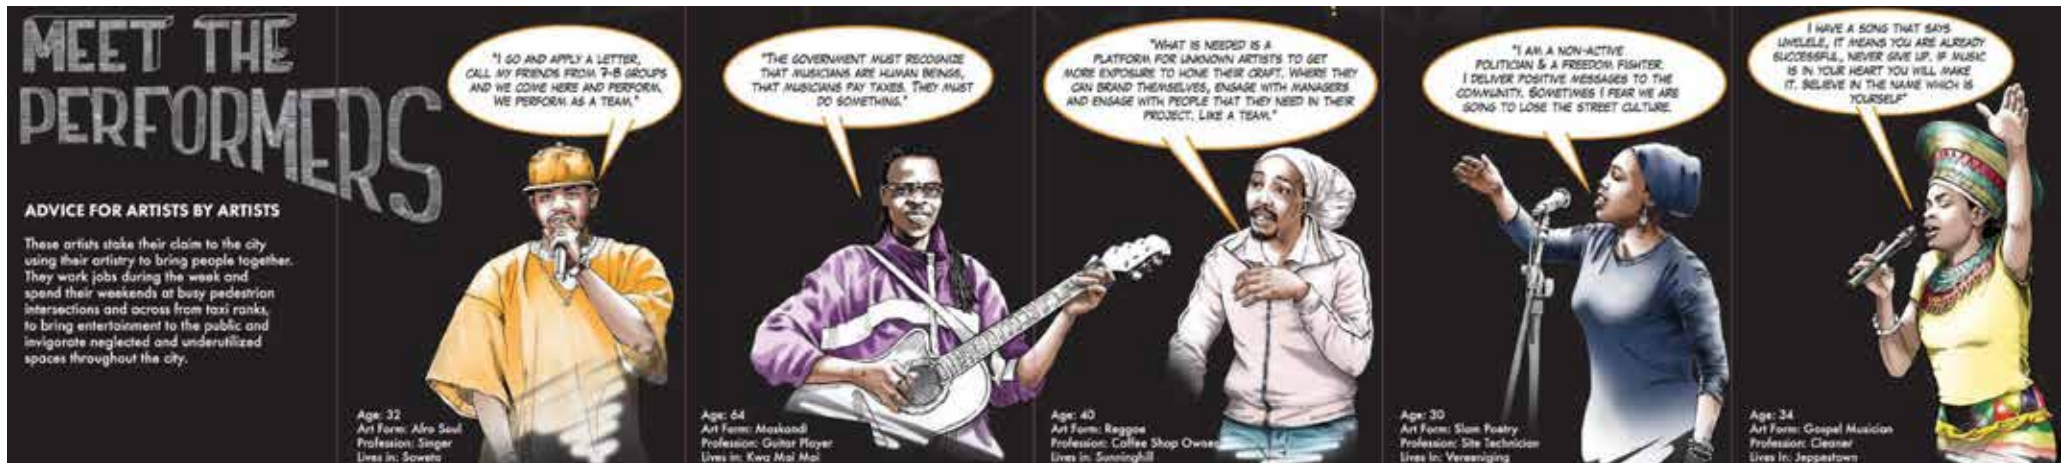 MEET THE
PERFORMERS
ADVICE FOR ARTISTS BY ARTISTS
These artists stake their claim to the city
using their artistry to bring people together.
They work jobs during the week and
spend their weekends at busy pedestrian
intersections and across from taxi ranks,
to bring entertainment to the public and
invigorate neglected and underutilized
spaces throughout the city.
"I GO AND APPLY A LETTER,
CALL MY FRIENDS FROM 7-8 GROUPS
AND WE COME HERE AND PERFORM,
WE PERFORM AS A TEAM."
Age: 32
Art Form: Afro Soul
Profession: Singer
Lives in: Soweto
"THE GOVERNMENT MUST RECOGNIZE
THAT MUSICIANS ARE HUMAN BEINGS,
THAT MUSICIANS PAY TAXES. THEY MUST
DO SOMETHING."
Age: 64
Art Form: Maskandi
Profession: Guitar Player
Lives in: Kwa Mai Mai
"WHAT IS NEEDED IS A
PLATFORM FOR UNKNOWN ARTISTS TO GET
MORE EXPOSURE TO HONE THEIR CRAFT. WHERE THEY
CAN BRAND THEMSELVES, ENGAGE WITH MANAGERS
AND ENGAGE WITH PEOPLE THAT THEY NEED IN THEIR
PROJECT. LIKE A TEAM."
Age: 40
Art Form: Reggae
Profession: Coffee Shop Owner
Lives in: Sunninghill
"I AM A NON-ACTIVE
POLITICIAN & A FREEDOM FIGHTER.
I DELIVER POSITIVE MESSAGES TO THE
COMMUNITY. SOMETIMES I FEAR WE ARE
GOING TO LOSE THE STREET CULTURE.
Age: 30
Art Form: Slam Poetry
Profession: Site Technician
Lives In: Vereeniging
I HAVE A SONG THAT SAYS
UWELELE, IT MEANS YOU ARE ALREADY
SUCCESSFUL, NEVER GIVE UP. IF MUSIC
IS IN YOUR HEART YOU WILL MAKE
IT. BELIEVE IN THE NAME WHICH IS
YOURSELF"
Age: 34
Art Form: Gospel Musician
Profession: Cleaner
Lives In: Jeppestown